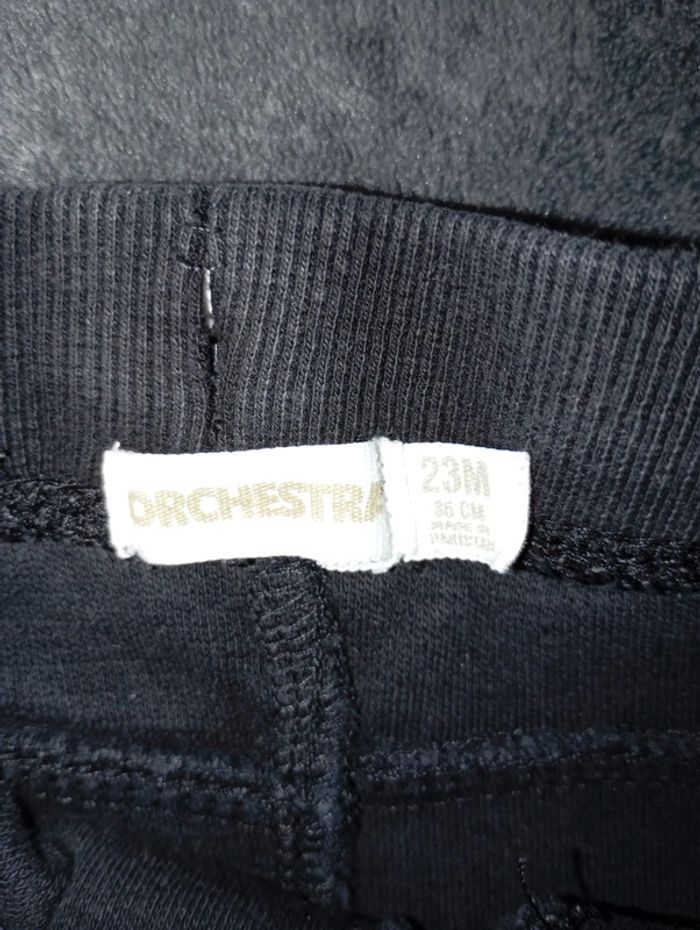 ORCHESTRA
23M
86 CM
MADE IN
PAKISTAN